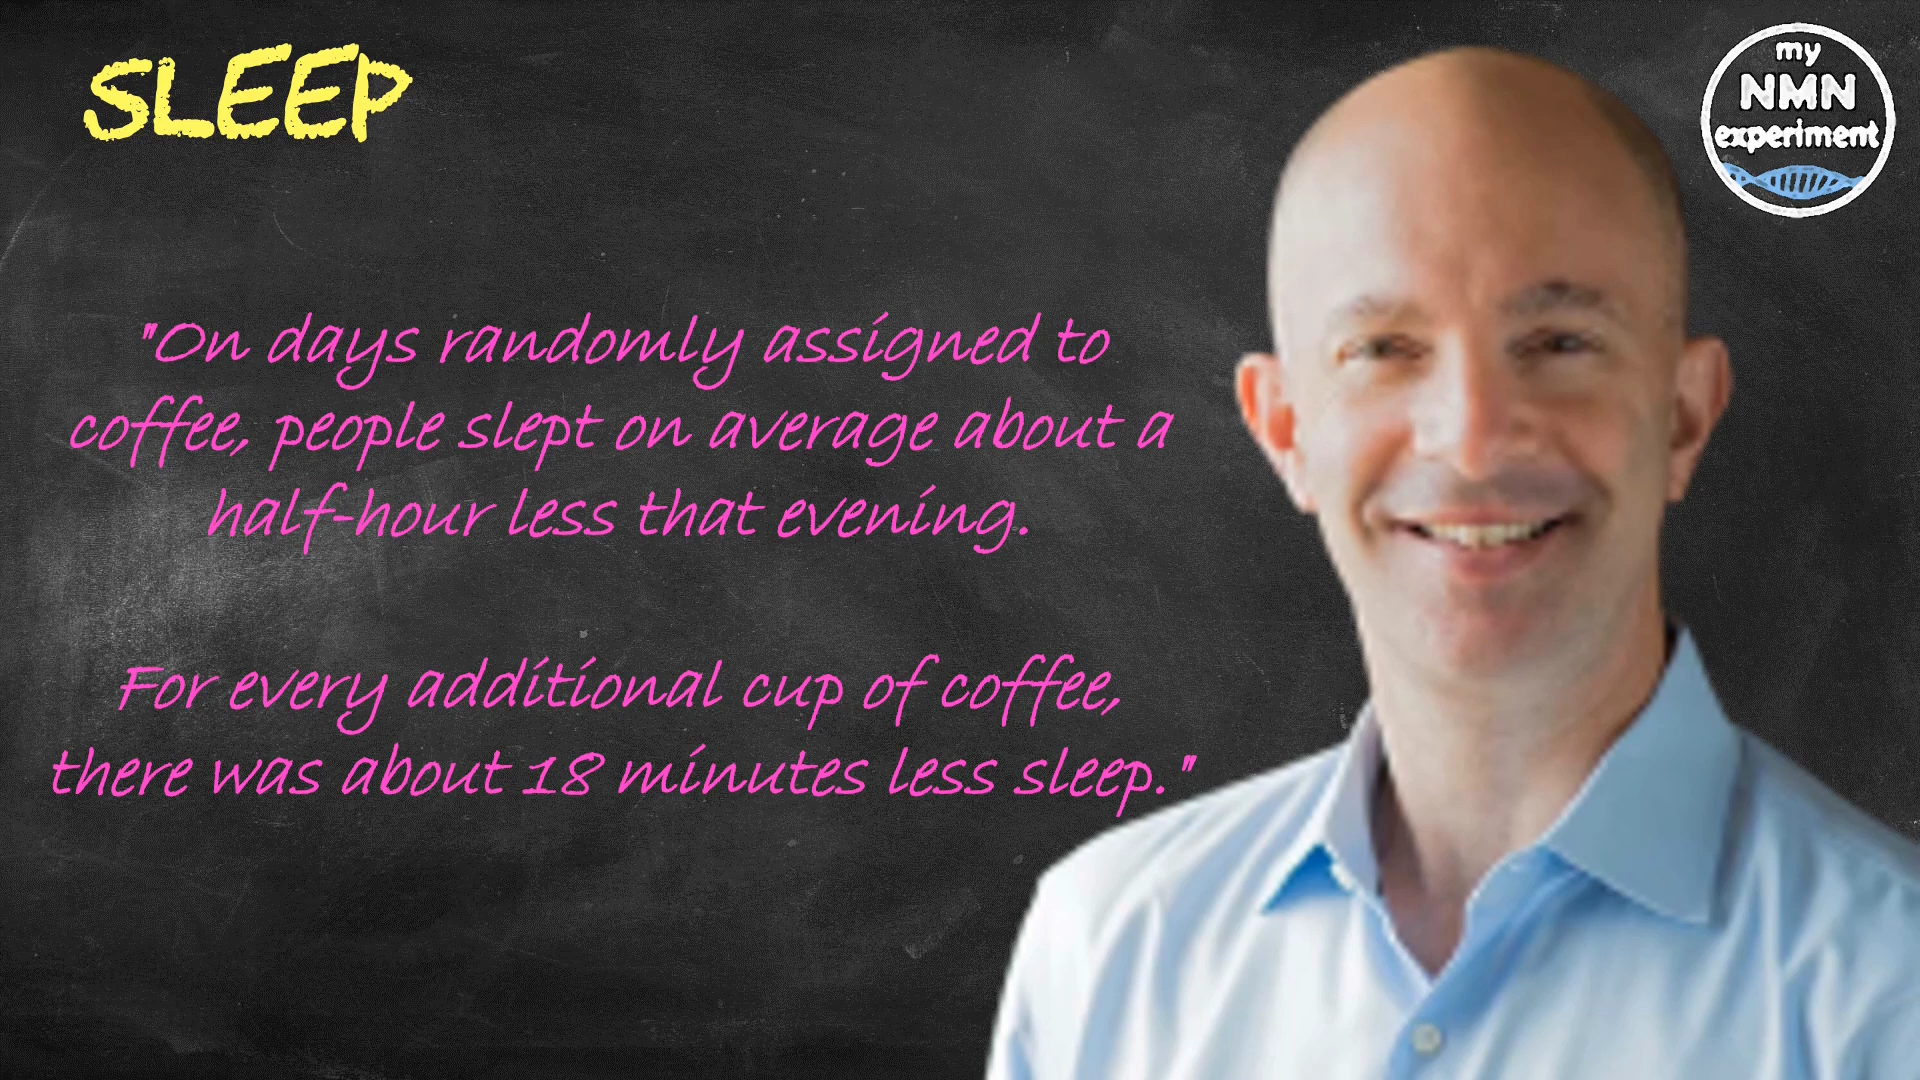 SLEEP
my
NMN
experiment
"On days randomly assigned to
coffee, people slept on average about a
half-hour less that evening.
For every additional cup of coffee,
there was about 18 minutes less sleep."